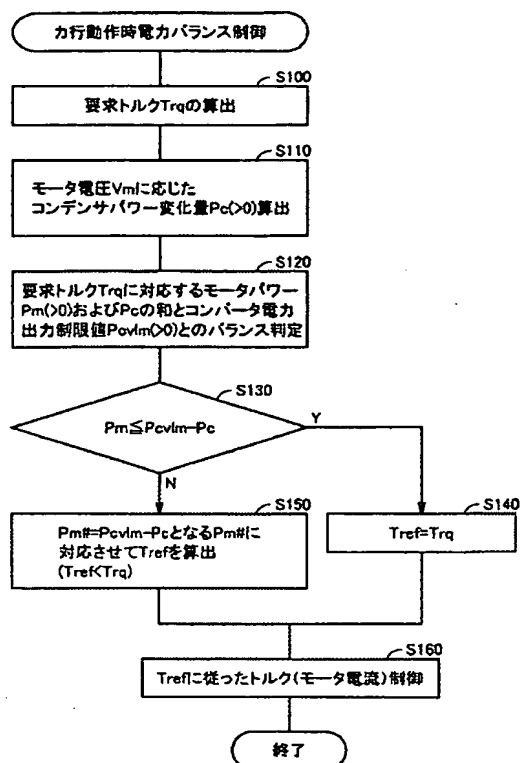 力行動作時電力バランス制御
S100
要求トルクTrqの算出
S110
モータ電圧Vmに応じた
コンデンサパワー変化量Pc(>0)算出
S120
要求トルクTrqに対応するモータパワー
Pm(>0)およびPcの和とコンバータ電力
出力制限値Pcvlm(>0)とのバランス判定
S130
Pm≦Pcvlm-Pc
Y
N
S150
Pm#=Pcvlm-PcとなるPm#に
対応させてTrefを算出
(Tref<Trq)
S140
Tref=Trq
S160
Trefに従ったトルク(モータ電流)制御
終了